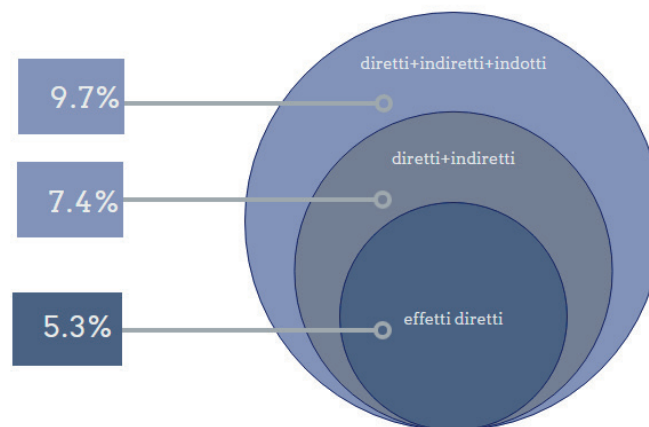 diretti+indiretti+indotti
9.7%
diretti+indiretti
7.4%
effetti diretti
5.3%